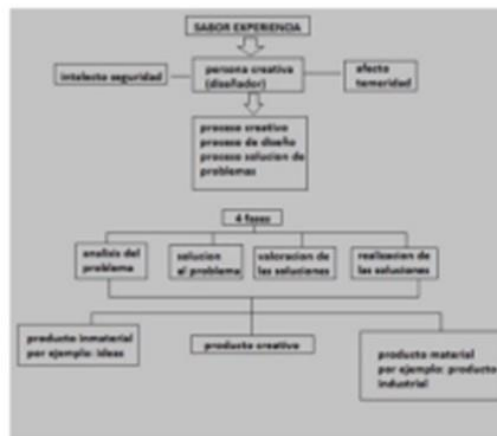 SABOR EXPERIENCIA
intelecto seguridad
persona creativa
(diseñador)
afecto
temeridad
proceso creativo
proceso de diseño
proceso solucion de
problemas
4 fases
analisis del
problema
solucion
al problema
valoracion de
las soluciones
realizacion de
las soluciones
producto inmaterial
por ejemplo: ideas
producto creativo
producto material
por ejemplo: producto
industrial